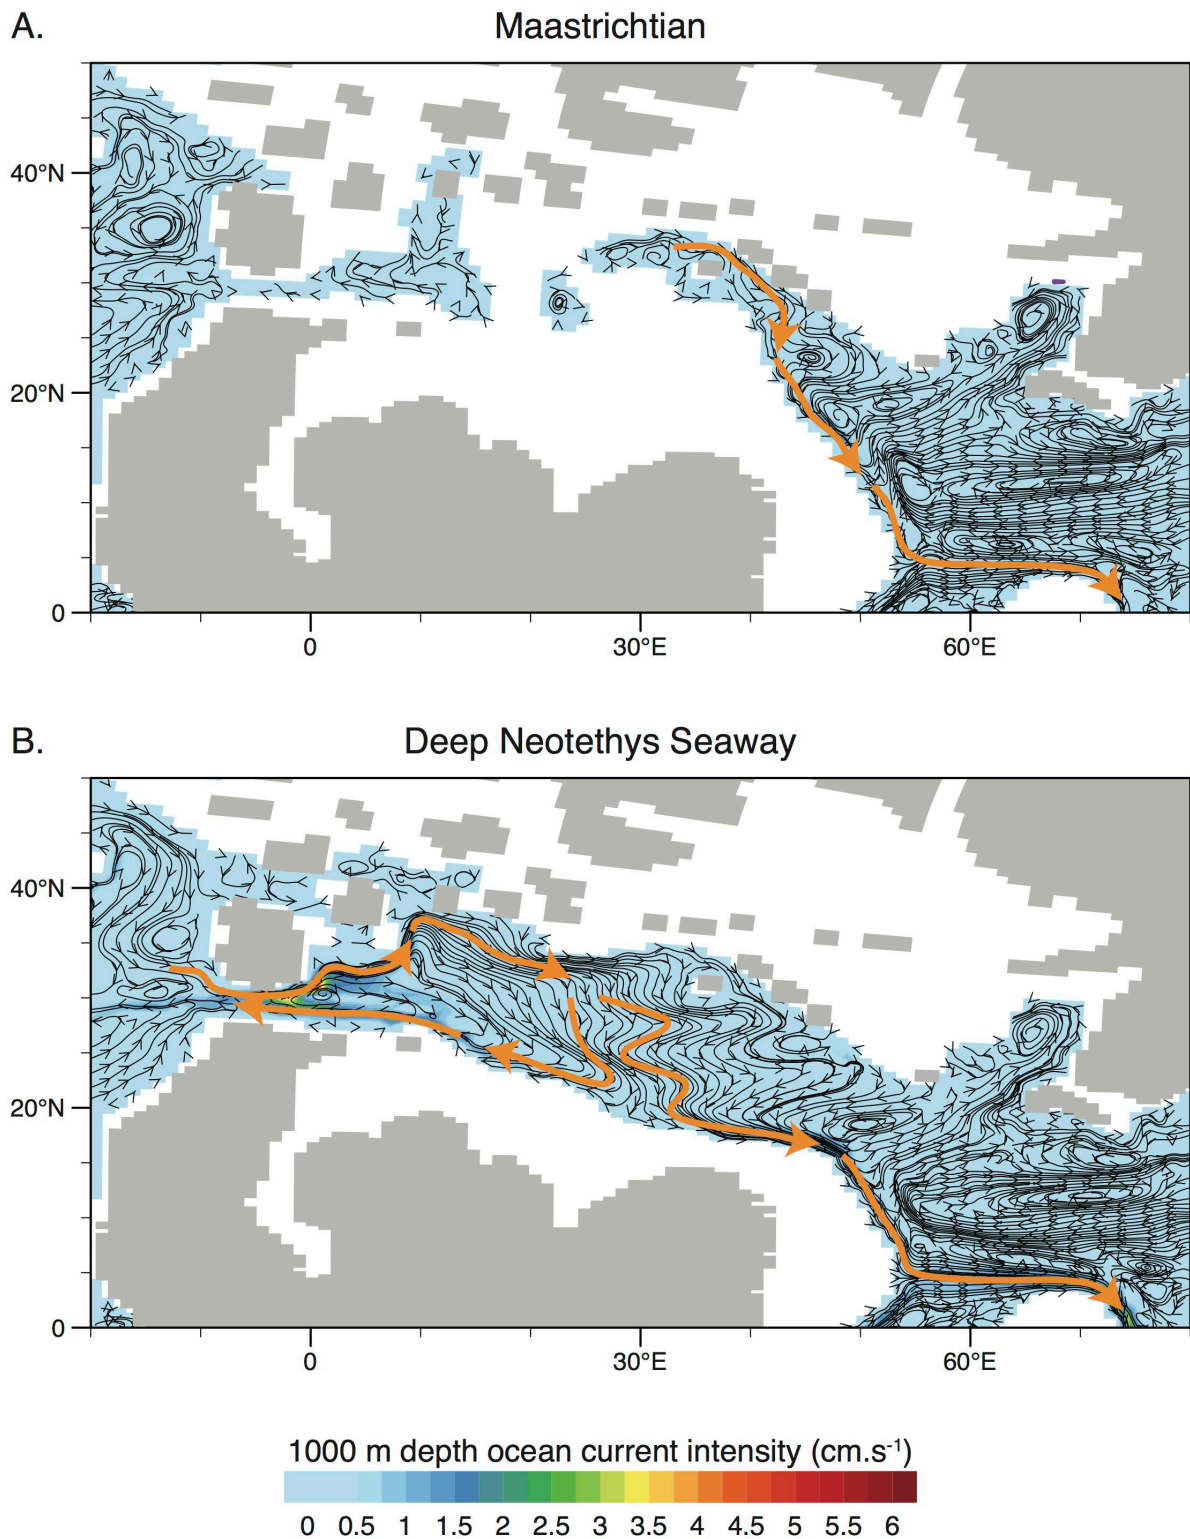 A.
Maastrichtian
40°N
20°N
0
0
30°E
60°E
B.
Deep Neotethys Seaway
40°N
20°N
0
0
30°E
60°E
1000 m depth ocean current intensity (cm.s⁻¹)
0 0.5 1 1.5 2 2.5 3 3.5 4 4.5 5 5.5 6